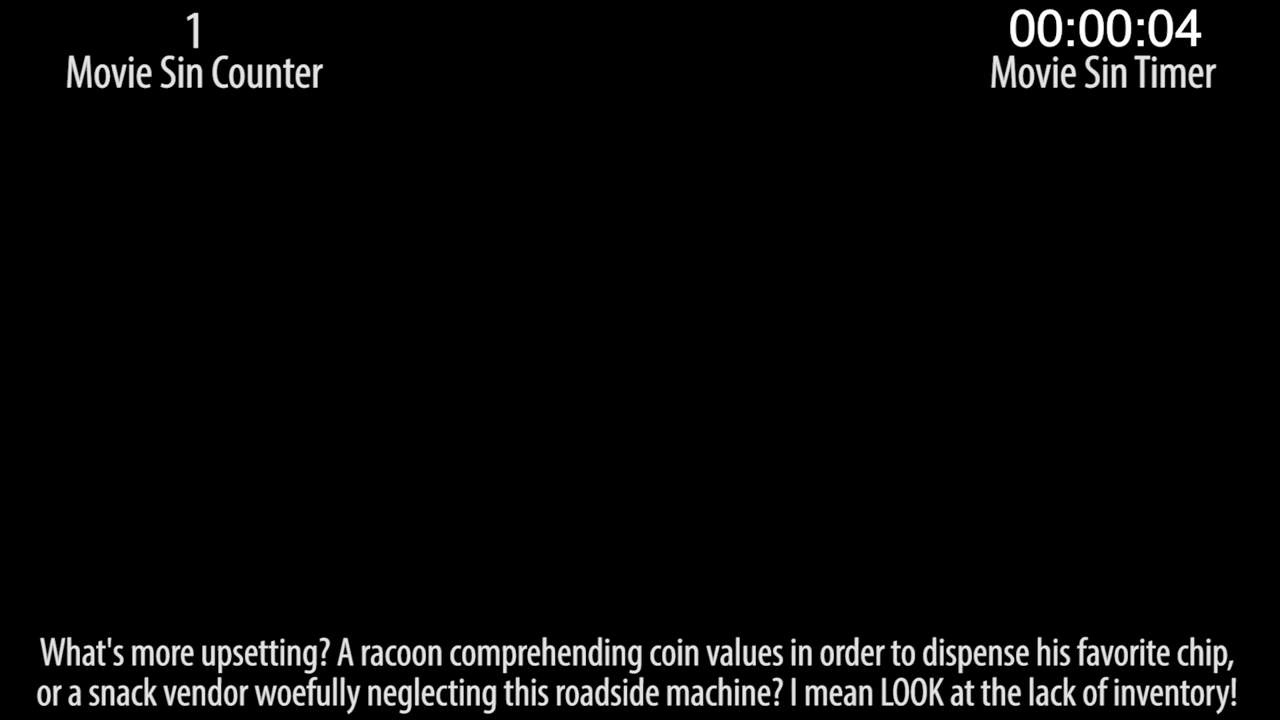 1
Movie Sin Counter
00:00:04
Movie Sin Timer
What's more upsetting? A racoon comprehending coin values in order to dispense his favorite chip,
or a snack vendor woefully neglecting this roadside machine? I mean LOOK at the lack of inventory!